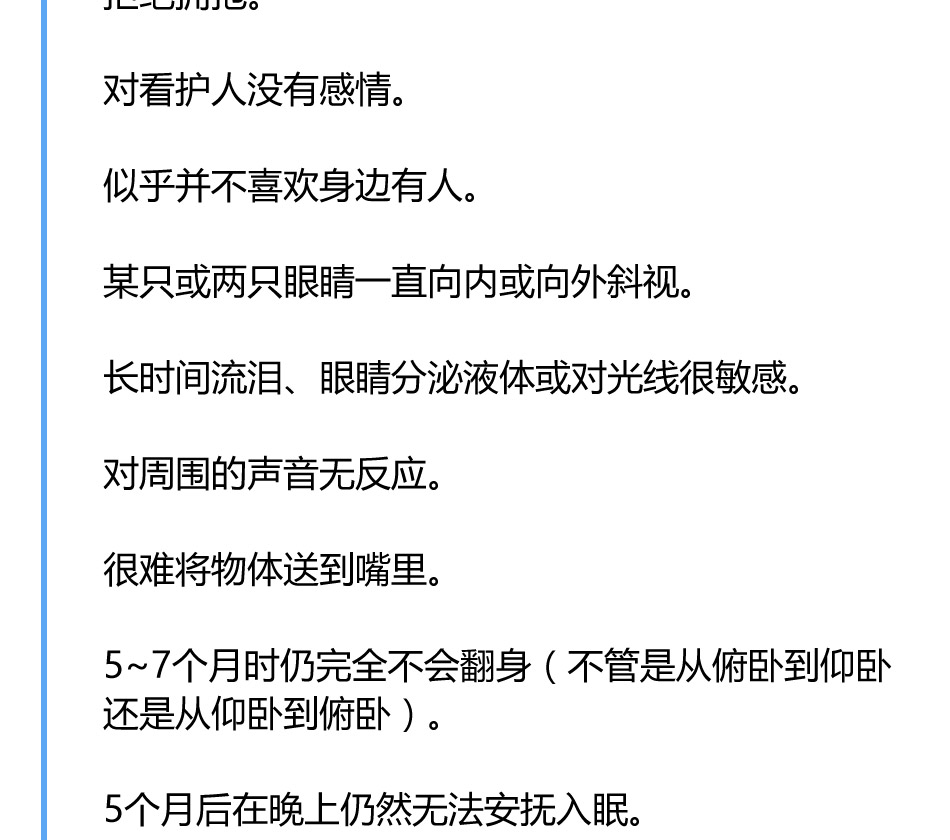 拒绝拥抱。
对看护人没有感情。
似乎并不喜欢身边有人。
某只或两只眼睛一直向内或向外斜视。
长时间流泪、眼睛分泌液体或对光线很敏感。
对周围的声音无反应。
很难将物体送到嘴里。
5~7个月时仍完全不会翻身（不管是从俯卧到仰卧
还是从仰卧到俯卧）。
5个月后在晚上仍然无法安抚入眠。